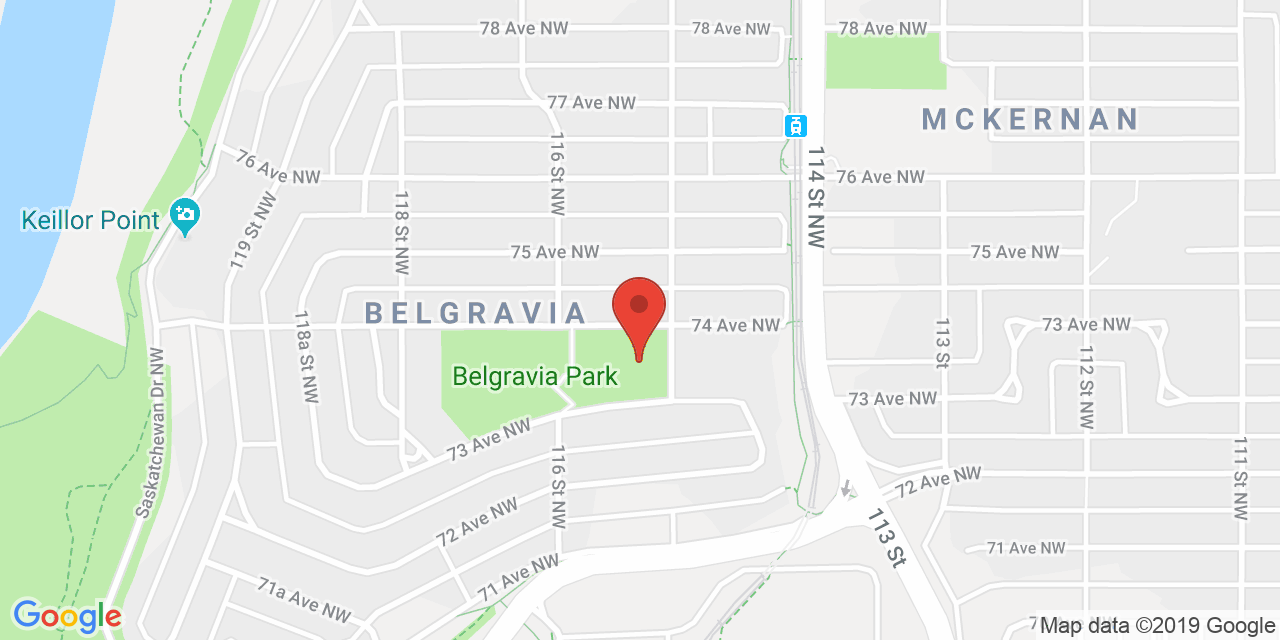 78 Ave NW
78 Ave NW
78 Ave NW
77 Ave NW
MCKERNAN
114 St NW
116 St NW
76 Ave NW
76 Ave NW
118 St NW
119 St NW
Keillor Point
75 Ave NW
75 Ave NW
BELGRAVIA
74 Ave NW
73 Ave NW
113 St
118a St NW
112 St NW
Belgravia Park
73 Ave NW
Saskatchewan Dr NW
73 Ave NW
111 St NW
116 St NW
72 Ave NW
72 Ave NW
113 St
71 Ave NW
71 Ave NW
71a Ave NW
Google
Map data ©2019 Google